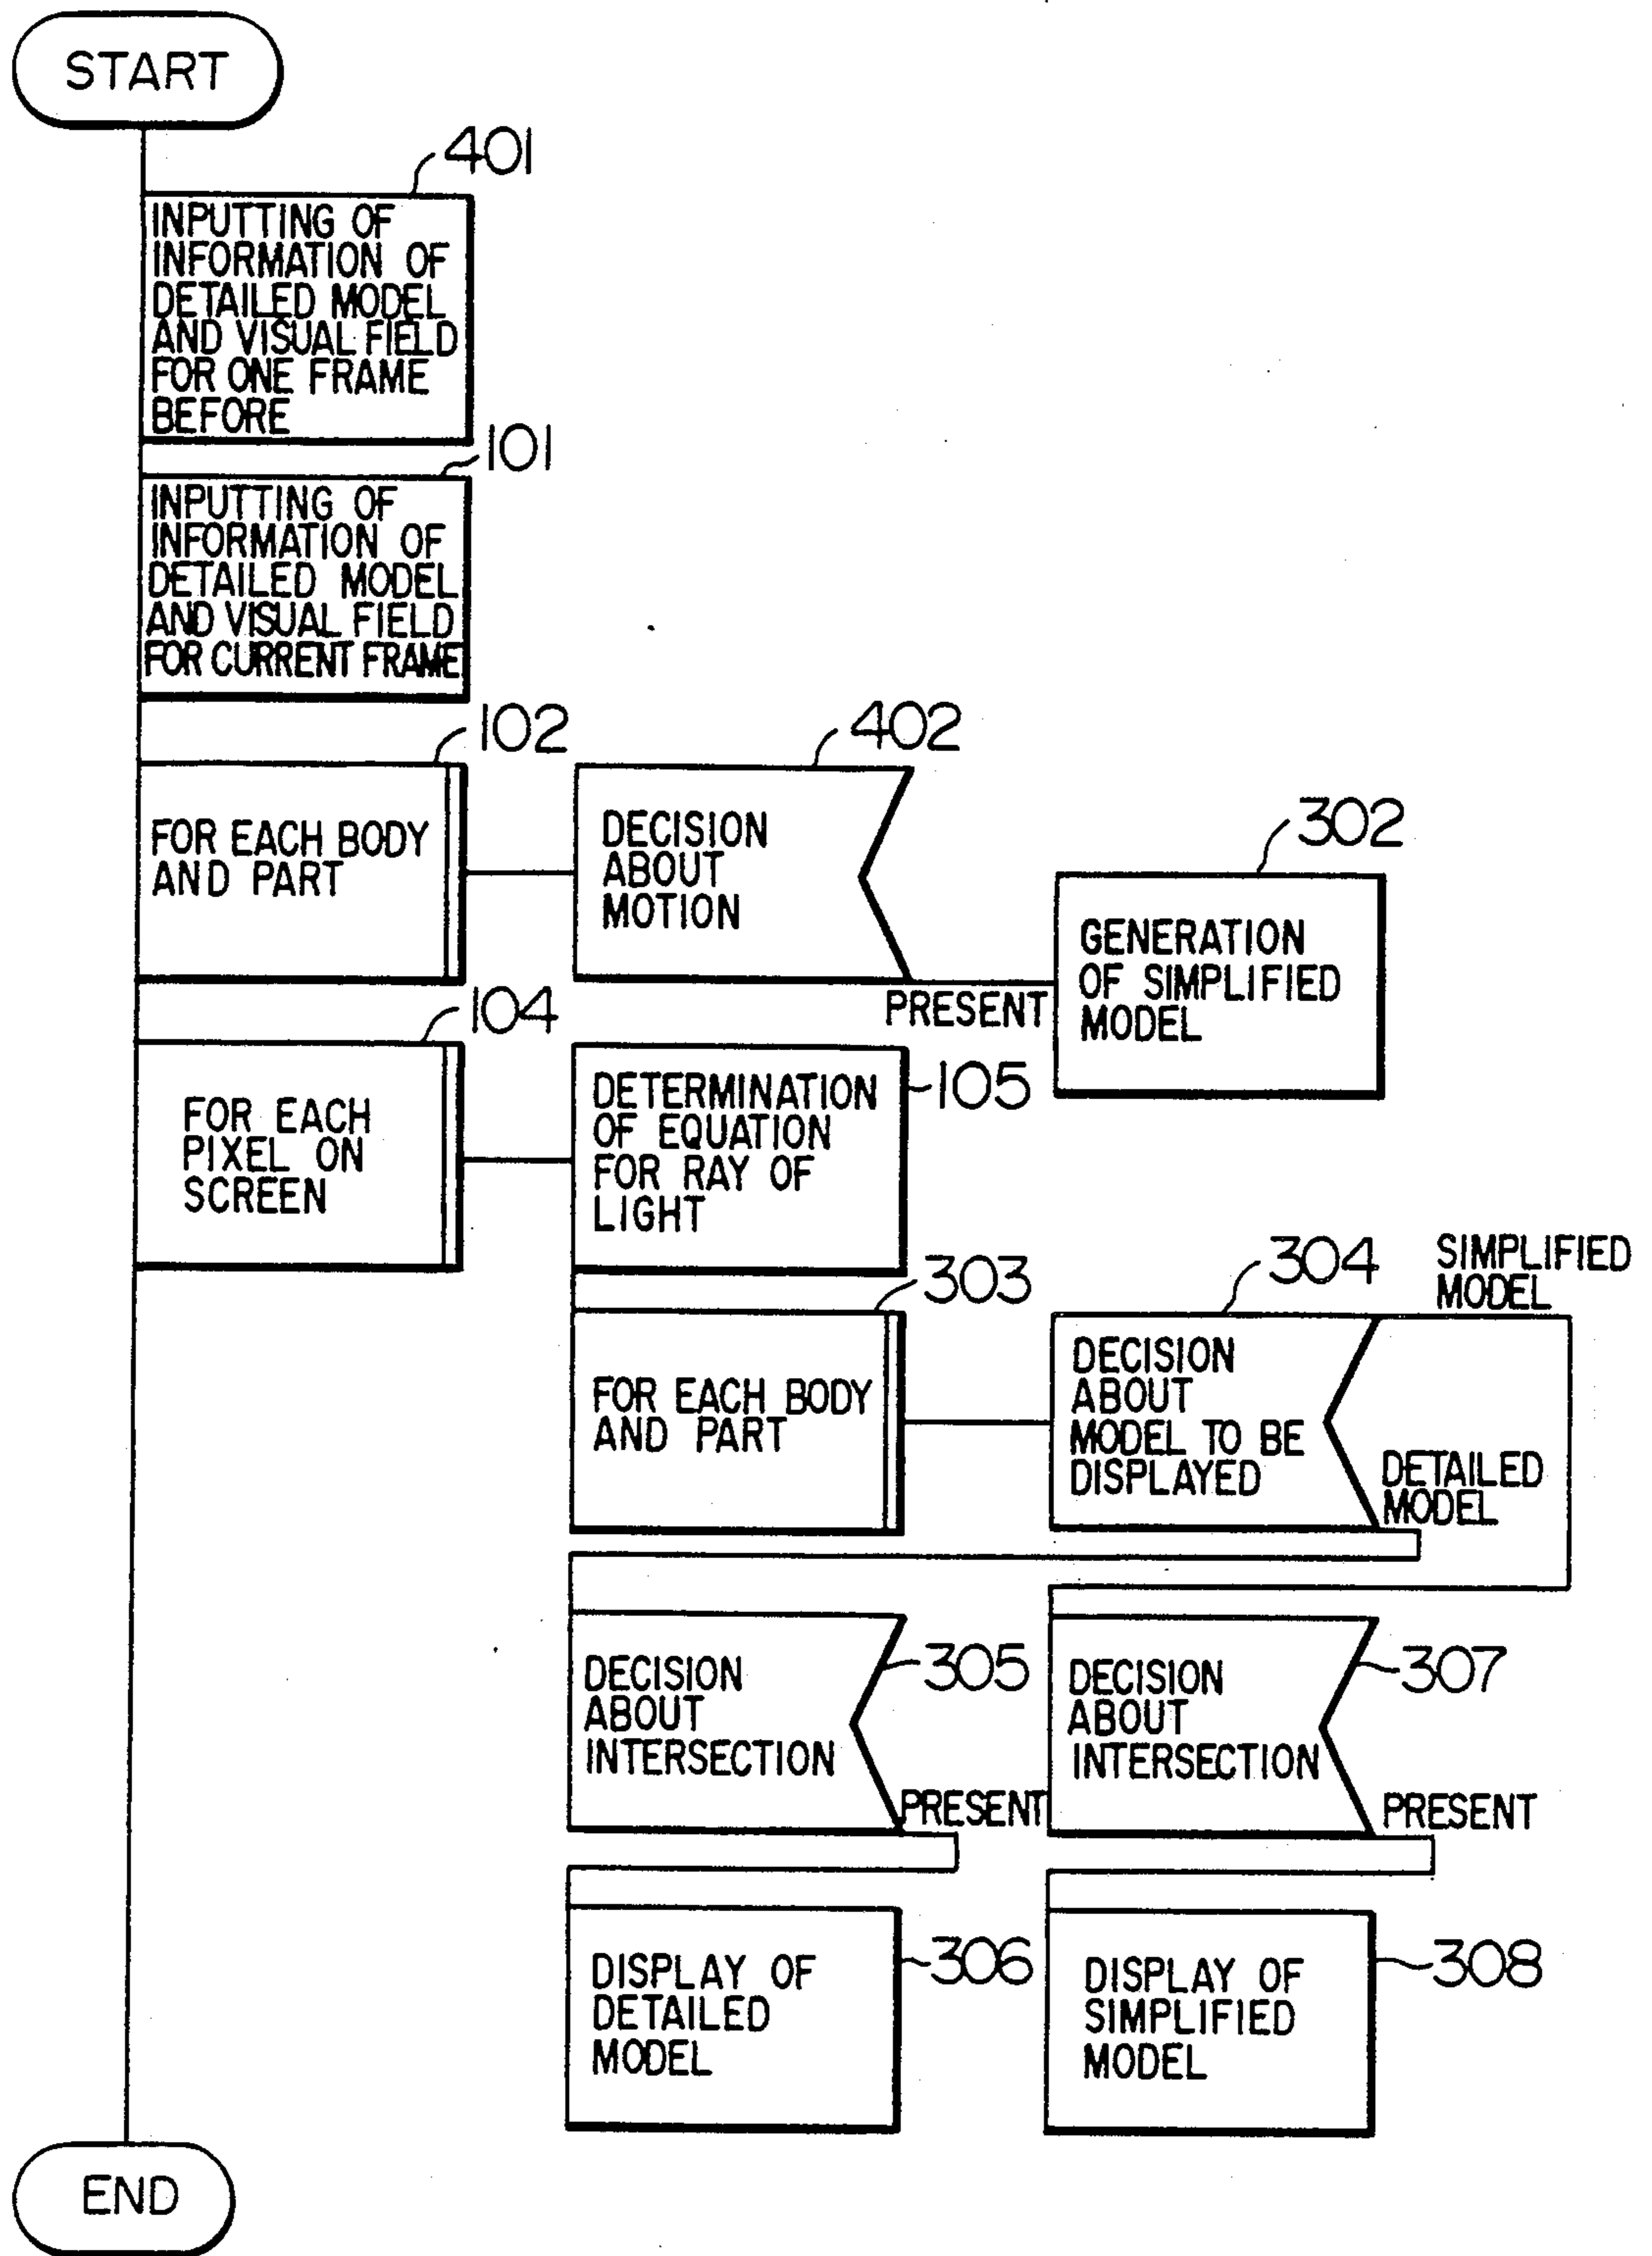 START
401
INPUTTING OF
INFORMATION OF
DETAILED MODEL
AND VISUAL FIELD
FOR ONE FRAME
BEFORE
101
INPUTTING OF
INFORMATION OF
DETAILED MODEL
AND VISUAL FIELD
FOR CURRENT FRAME
102
FOR EACH BODY
AND PART
402
DECISION
ABOUT
MOTION
PRESENT
302
GENERATION
OF SIMPLIFIED
MODEL
104
FOR EACH
PIXEL ON
SCREEN
105
DETERMINATION
OF EQUATION
FOR RAY OF
LIGHT
303
FOR EACH BODY
AND PART
304
DECISION
ABOUT
MODEL TO BE
DISPLAYED
SIMPLIFIED
MODEL
DETAILED
MODEL
305
DECISION
ABOUT
INTERSECTION
PRESENT
307
DECISION
ABOUT
INTERSECTION
PRESENT
306
DISPLAY OF
DETAILED
MODEL
308
DISPLAY OF
SIMPLIFIED
MODEL
END